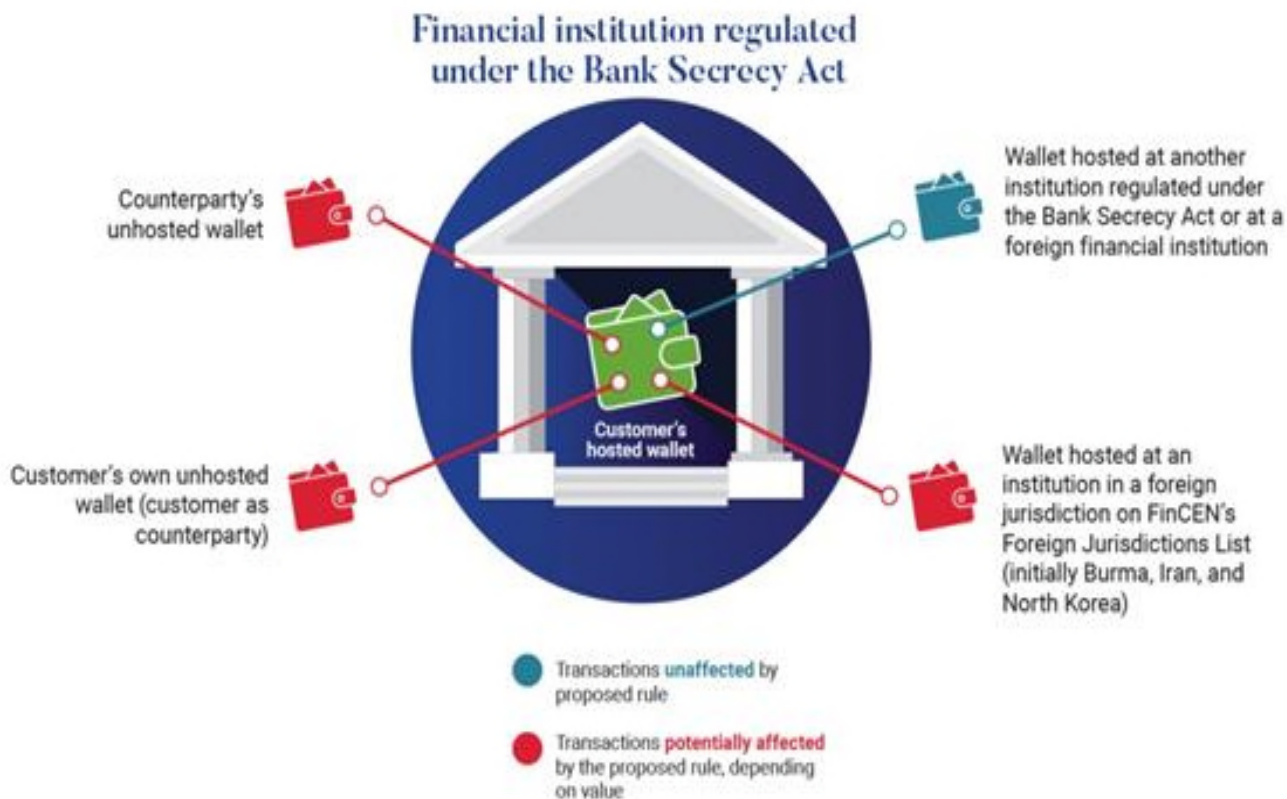 Financial institution regulated
under the Bank Secrecy Act
Counterparty's
unhosted wallet
Wallet hosted at another
institution regulated under
the Bank Secrecy Act or at a
foreign financial institution
Customer's
hosted wallet
Customer's own unhosted
wallet (customer as
counterparty)
Wallet hosted at an
institution in a foreign
jurisdiction on FinCEN's
Foreign Jurisdictions List
(initially Burma, Iran, and
North Korea)
Transactions unaffected by
proposed rule
Transactions potentially affected
by the proposed rule, depending
on value